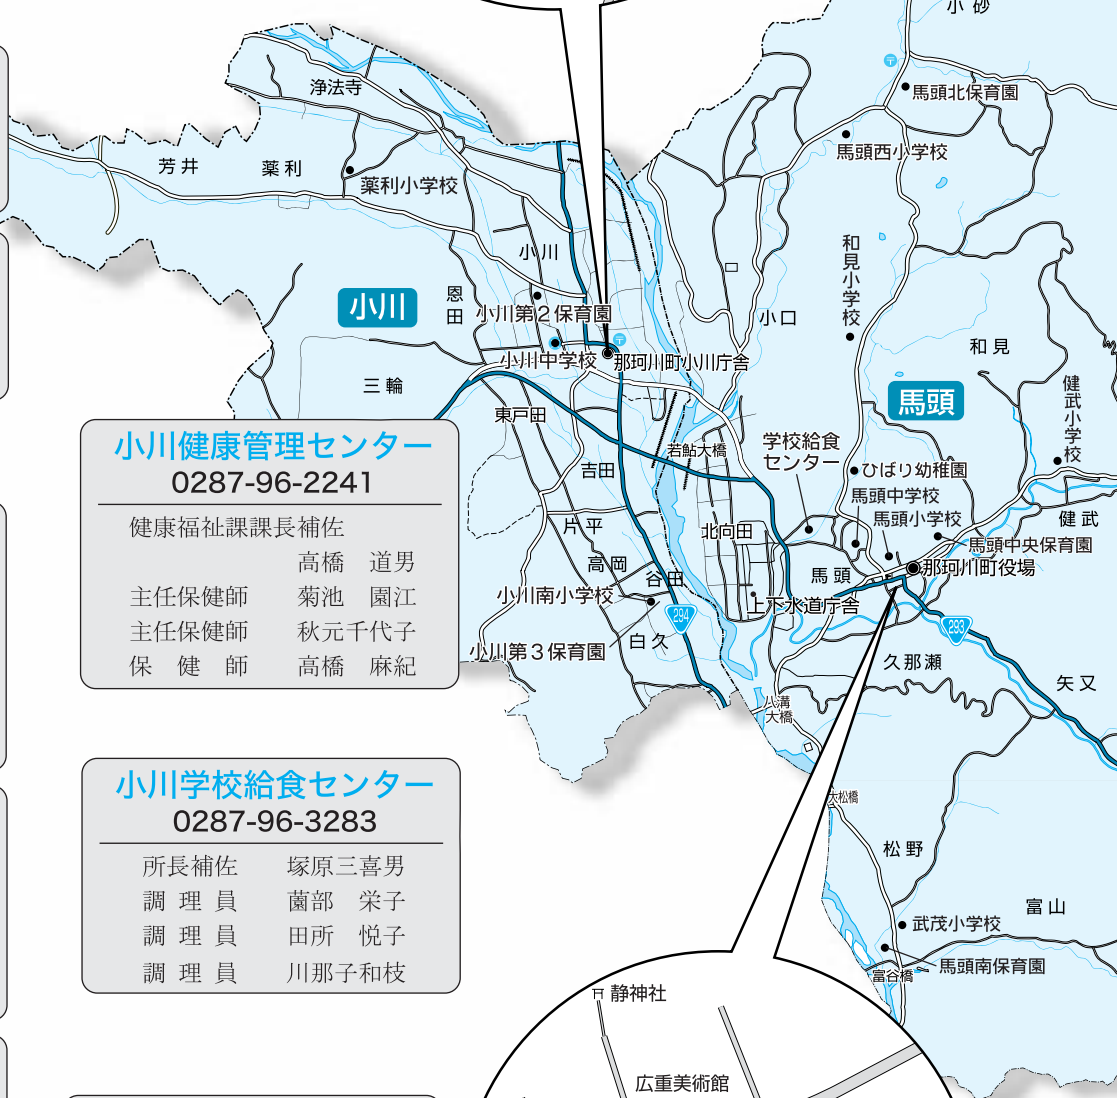 小砂
浄法寺
馬頭北保育園
馬頭西小学校
芳井
薬利
薬利小学校
小川
和見小学校
恩田
小川
小川第2保育園
小口
小川中学校
那珂川町小川庁舎
和見
三輪
健武小学校
馬頭
東戸田
若鮎大橋
学校給食
センター
吉田
ひばり幼稚園
馬頭中学校
馬頭小学校
健武
片平
北向田
馬頭中央保育園
高岡
谷田
馬頭
那珂川町役場
小川南小学校
上下水道庁舎
294
293
白久
小川第3保育園
久那瀬
矢又
八溝
大橋
大松橋
松野
富山
武茂小学校
馬頭南保育園
富谷橋
小川健康管理センター
0287-96-2241
健康福祉課課長補佐
高橋 道男
主任保健師 菊池 園江
主任保健師 秋元千代子
保健師 高橋 麻紀
小川学校給食センター
0287-96-3283
所長補佐 塚原三喜男
調理員 薗部 栄子
調理員 田所 悦子
調理員 川那子和枝
静神社
広重美術館